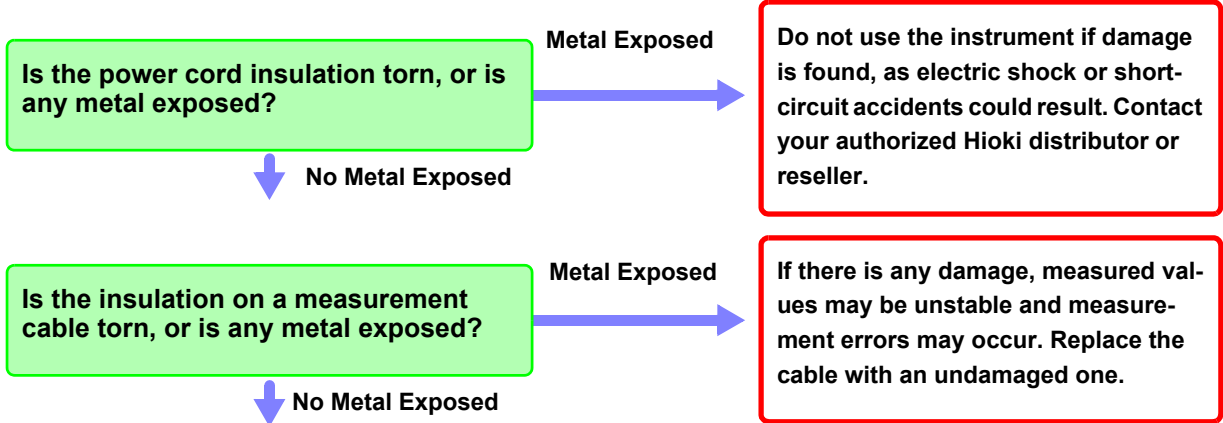 Is the power cord insulation torn, or is
any metal exposed?
Metal Exposed
Do not use the instrument if damage
is found, as electric shock or short-
circuit accidents could result. Contact
your authorized Hioki distributor or
reseller.
No Metal Exposed
Is the insulation on a measurement
cable torn, or is any metal exposed?
Metal Exposed
If there is any damage, measured val-
ues may be unstable and measure-
ment errors may occur. Replace the
cable with an undamaged one.
No Metal Exposed